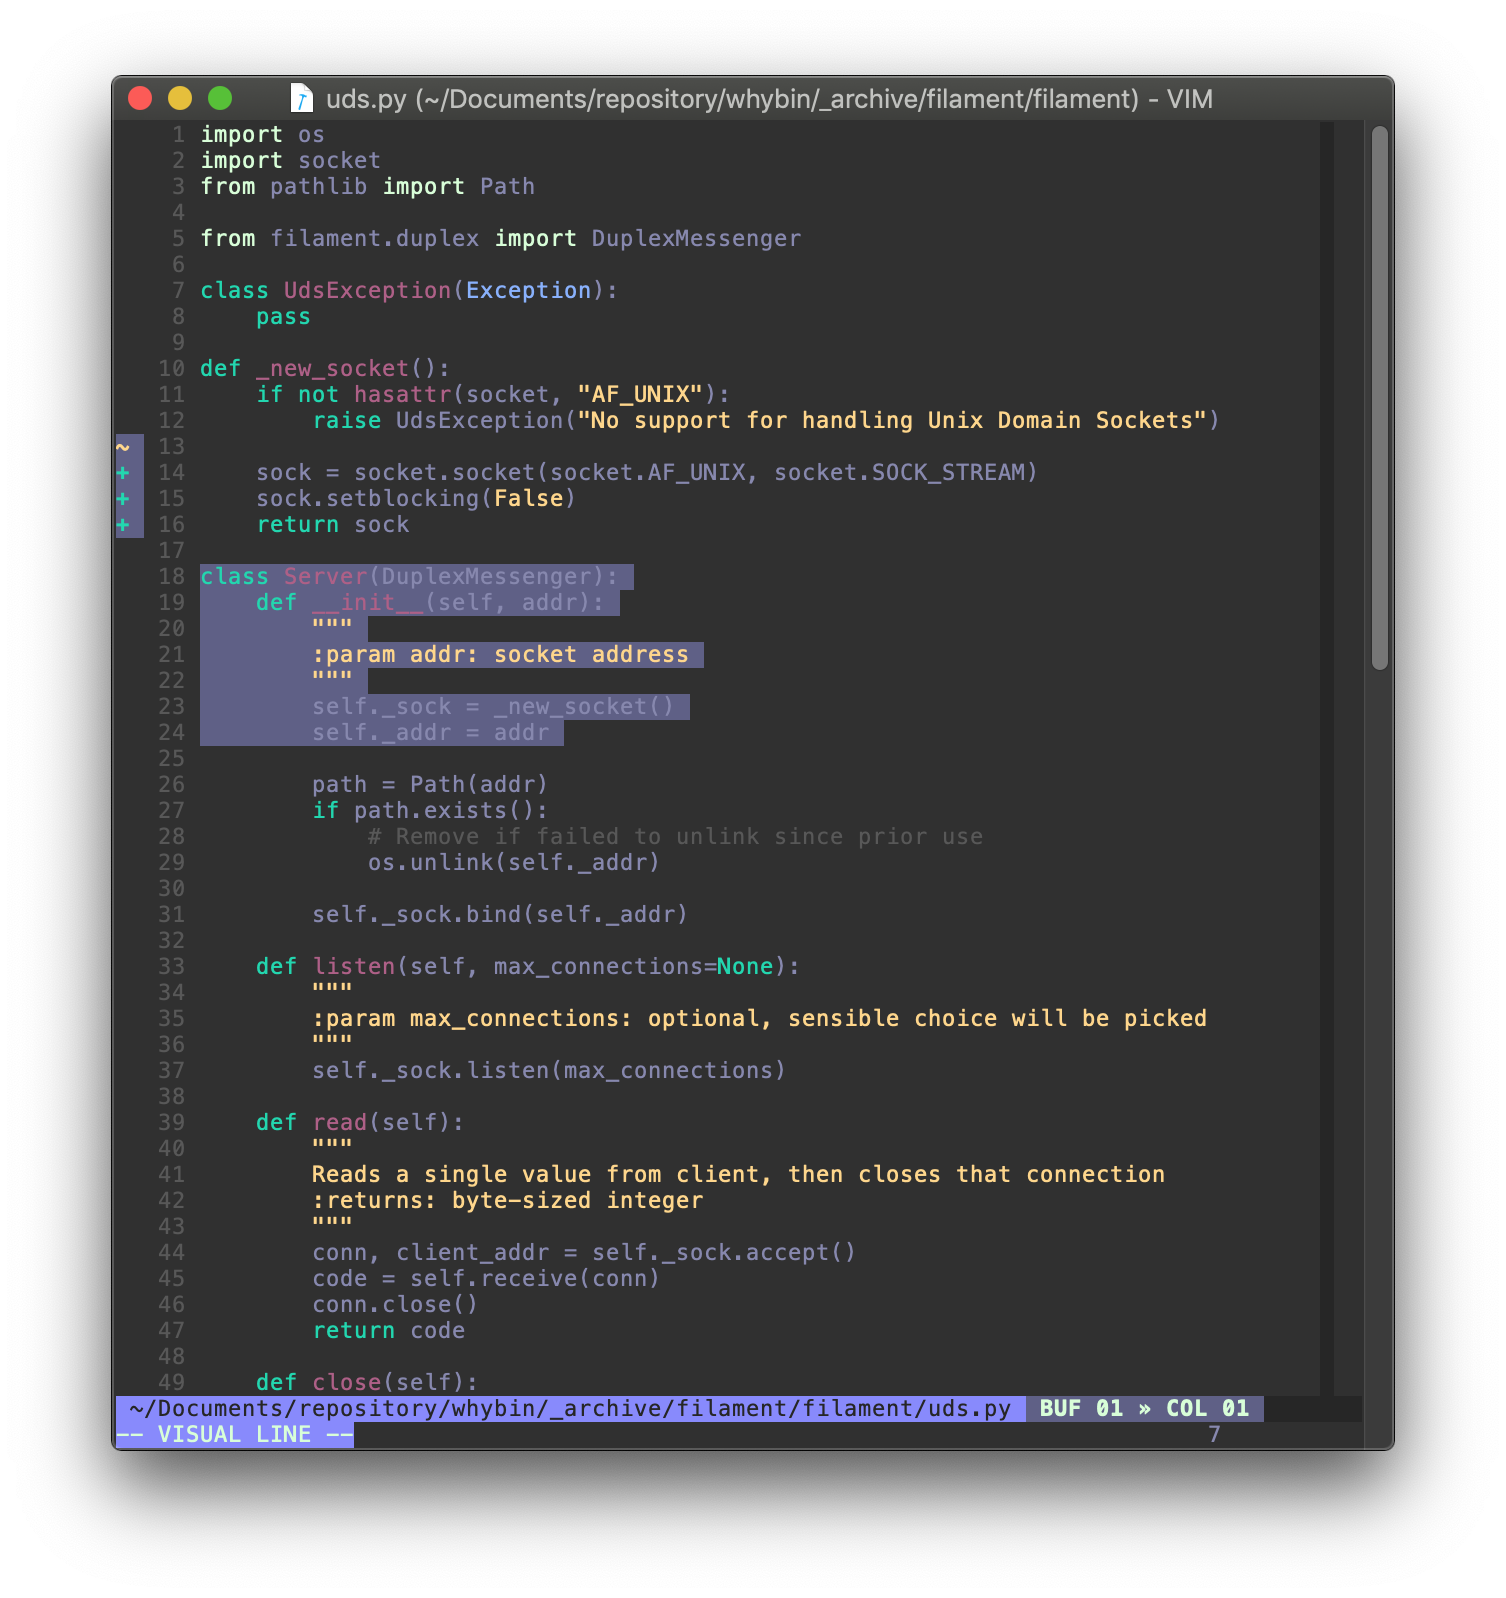 uds.py (~/Documents/repository/whybin/_archive/filament/filament) - VIM
1 import os
2 import socket
3 from pathlib import Path
4
5 from filament.duplex import DuplexMessenger
6
7 class UdsException(Exception):
8     pass
9
10 def _new_socket():
11     if not hasattr(socket, "AF_UNIX"):
12         raise UdsException("No support for handling Unix Domain Sockets")
~ 13
+ 14     sock = socket.socket(socket.AF_UNIX, socket.SOCK_STREAM)
+ 15     sock.setblocking(False)
+ 16     return sock
17
18 class Server(DuplexMessenger):
19     def __init__(self, addr):
20         """
21         :param addr: socket address
22         """
23         self._sock = _new_socket()
24         self._addr = addr
25
26         path = Path(addr)
27         if path.exists():
28             # Remove if failed to unlink since prior use
29             os.unlink(self._addr)
30
31         self._sock.bind(self._addr)
32
33     def listen(self, max_connections=None):
34         """
35         :param max_connections: optional, sensible choice will be picked
36         """
37         self._sock.listen(max_connections)
38
39     def read(self):
40         """
41         Reads a single value from client, then closes that connection
42         :returns: byte-sized integer
43         """
44         conn, client_addr = self._sock.accept()
45         code = self.receive(conn)
46         conn.close()
47         return code
48
49     def close(self):
~/Documents/repository/whybin/_archive/filament/filament/uds.py BUF 01 » COL 01
-- VISUAL LINE -- 7